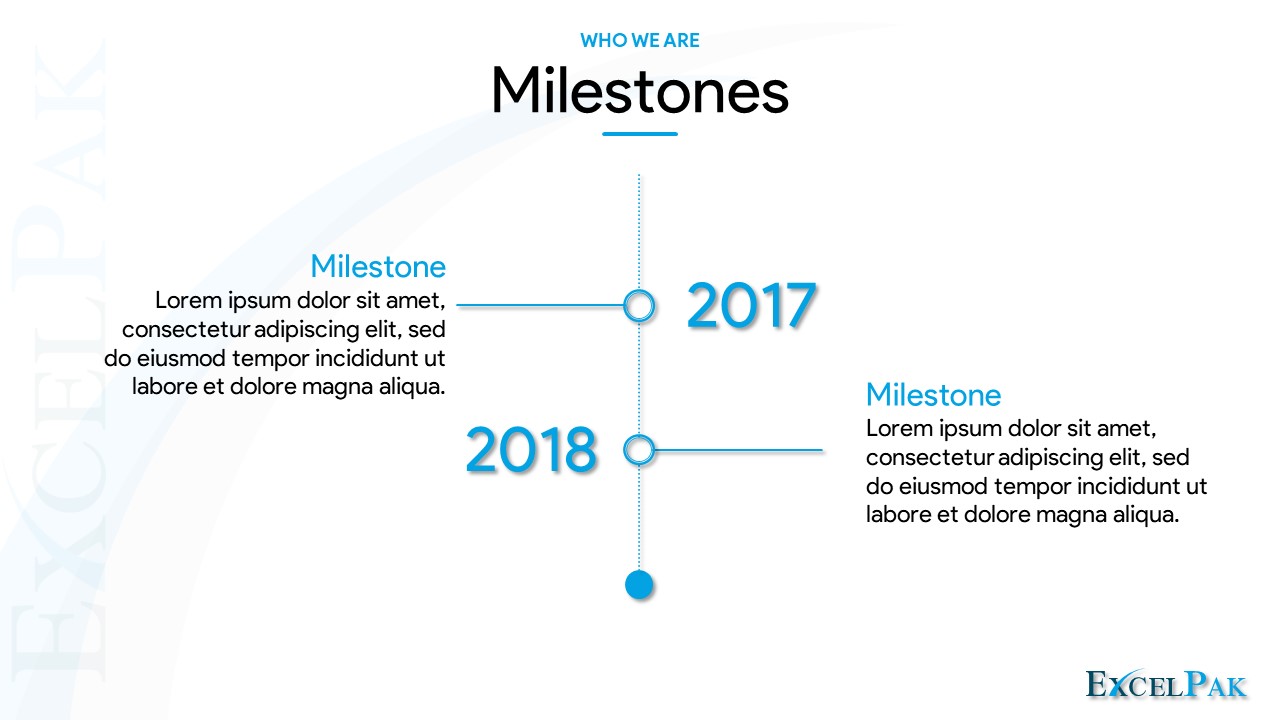 WHO WE ARE
Milestones
Milestone
Lorem ipsum dolor sit amet,
consectetur adipiscing elit, sed
do eiusmod tempor incididunt ut
labore et dolore magna aliqua.
2017
2018
Milestone
Lorem ipsum dolor sit amet,
consectetur adipiscing elit, sed
do eiusmod tempor incididunt ut
labore et dolore magna aliqua.
EXCELPAK
EXCELPAK